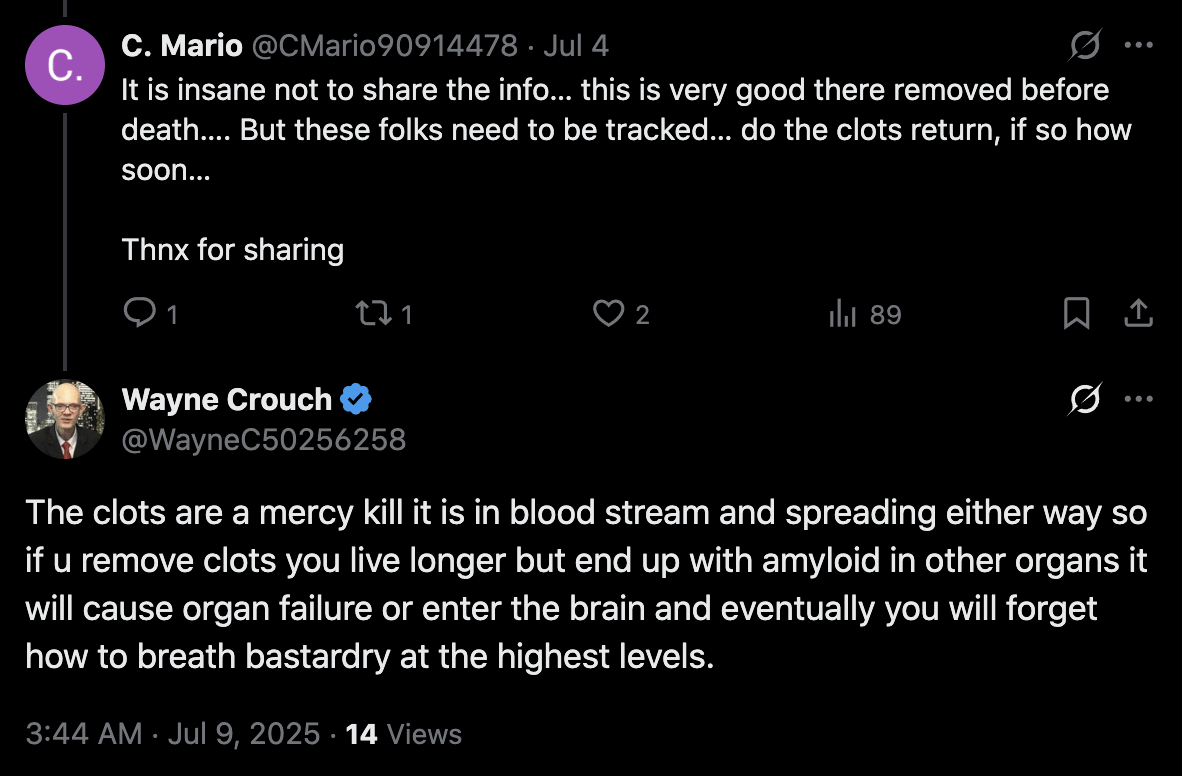 C.
C. Mario @CMario90914478 · Jul 4
It is insane not to share the info... this is very good there removed before
death.... But these folks need to be tracked... do the clots return, if so how
soon...
Thnx for sharing
1 1 2 89
Wayne Crouch
@WayneC50256258
The clots are a mercy kill it is in blood stream and spreading either way so
if u remove clots you live longer but end up with amyloid in other organs it
will cause organ failure or enter the brain and eventually you will forget
how to breath bastardry at the highest levels.
3:44 AM · Jul 9, 2025 · 14 Views